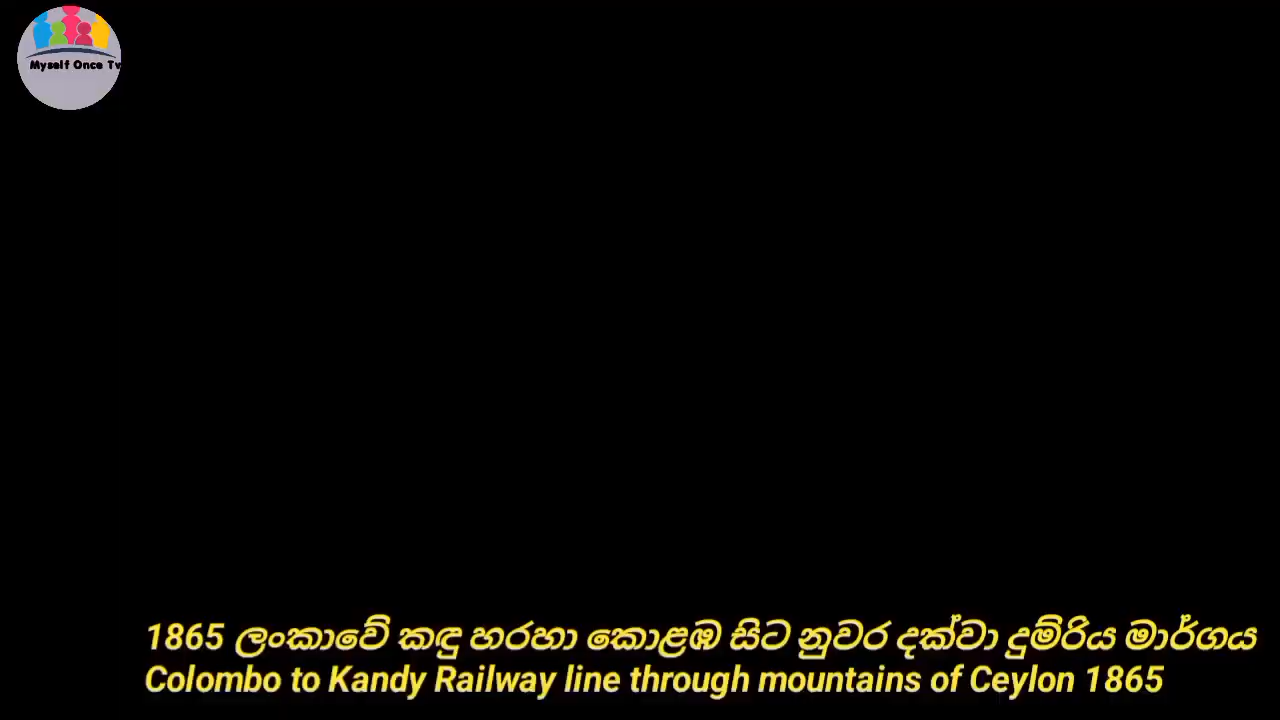 Myself Once Tv
1865 ලංකාවේ කඳු හරහා කොළඹ සිට නුවර දක්වා දුම්රිය මාර්ගය
Colombo to Kandy Railway line through mountains of Ceylon 1865